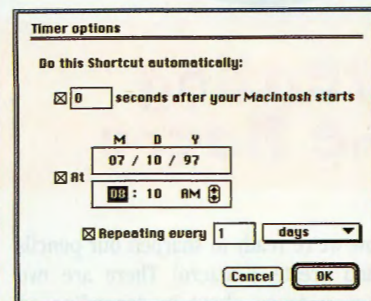 Timer options
Do this Shortcut automatically:
0 seconds after your Macintosh starts
M D Y
07 / 10 / 97
At
08 : 10 AM
Repeating every 1 days
Cancel OK